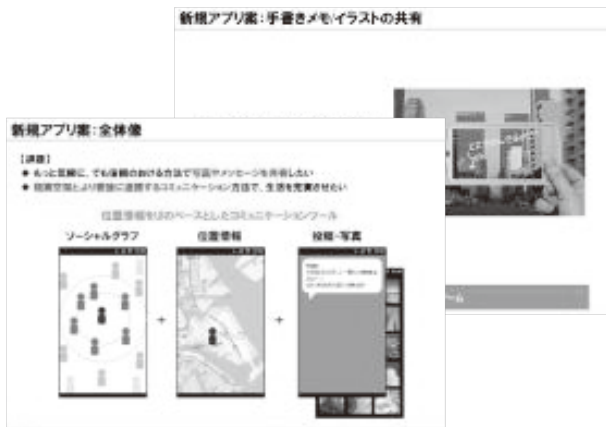 新規アプリ案：手書きメモ/イラストの共有
新規アプリ案：全体像
【課題】
● もっと気軽に、でも信頼のおける方法で写真やメッセージを共有したい
● 現実空間とより密接に連携するコミュニケーション方法で、生活を充実させたい
位置情報をUIのベースとしたコミュニケーションツール
ソーシャルグラフ
位置情報
投稿・写真
+
+